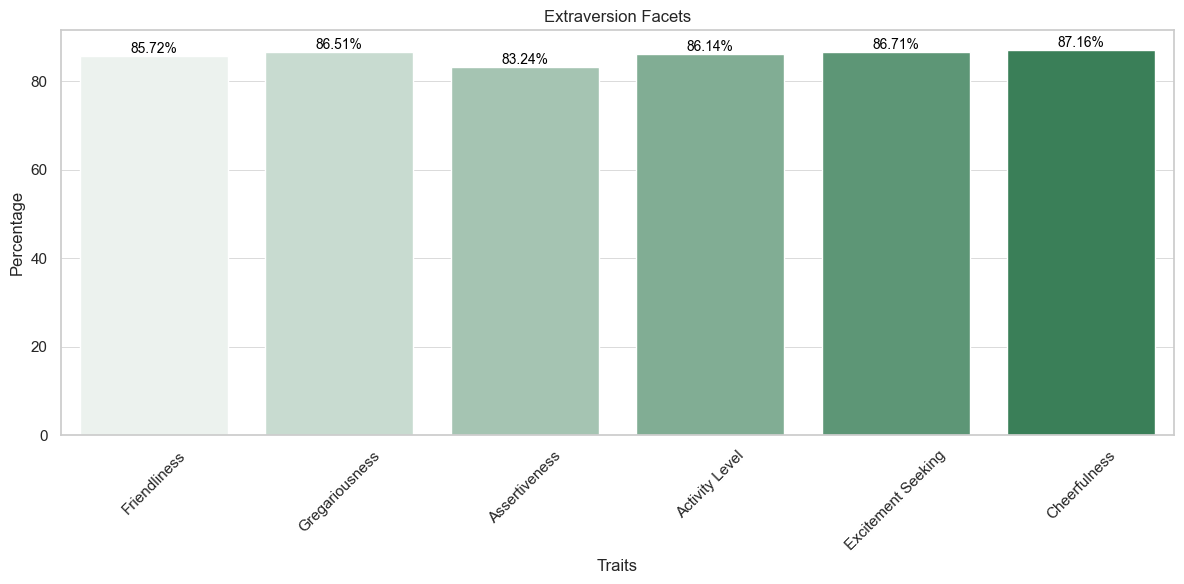 Extraversion Facets
85.72%
86.51%
83.24%
86.14%
86.71%
87.16%
Percentage
80
60
40
20
0
Friendliness
Gregariousness
Assertiveness
Activity Level
Excitement Seeking
Cheerfulness
Traits